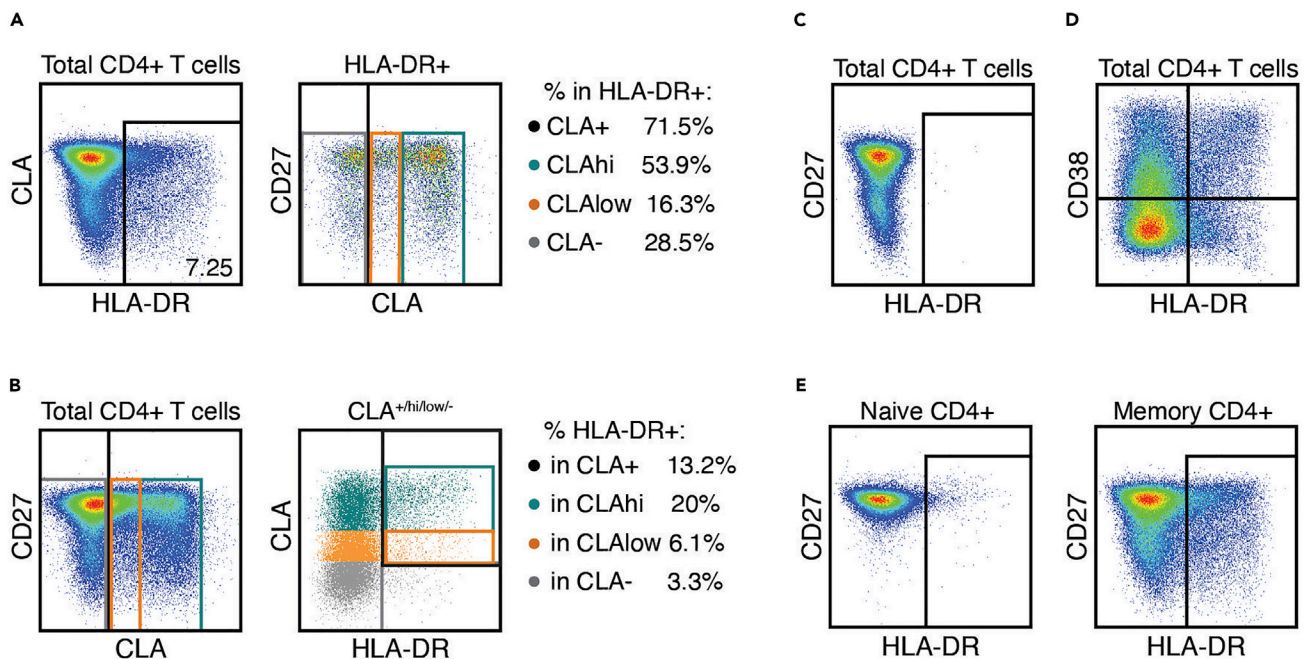 A
Total CD4+ T cells
CLA
7.25
HLA-DR
HLA-DR+
CD27
CLA
% in HLA-DR+:
CLA+ 71.5%
CLAhi 53.9%
CLAlow 16.3%
CLA- 28.5%
C
Total CD4+ T cells
CD27
HLA-DR
D
Total CD4+ T cells
CD38
HLA-DR
B
Total CD4+ T cells
CD27
CLA
CLA+/hi/low/-
CLA
HLA-DR
% HLA-DR+:
in CLA+ 13.2%
in CLAhi 20%
in CLAlow 6.1%
in CLA- 3.3%
E
Naive CD4+
CD27
HLA-DR
Memory CD4+
CD27
HLA-DR